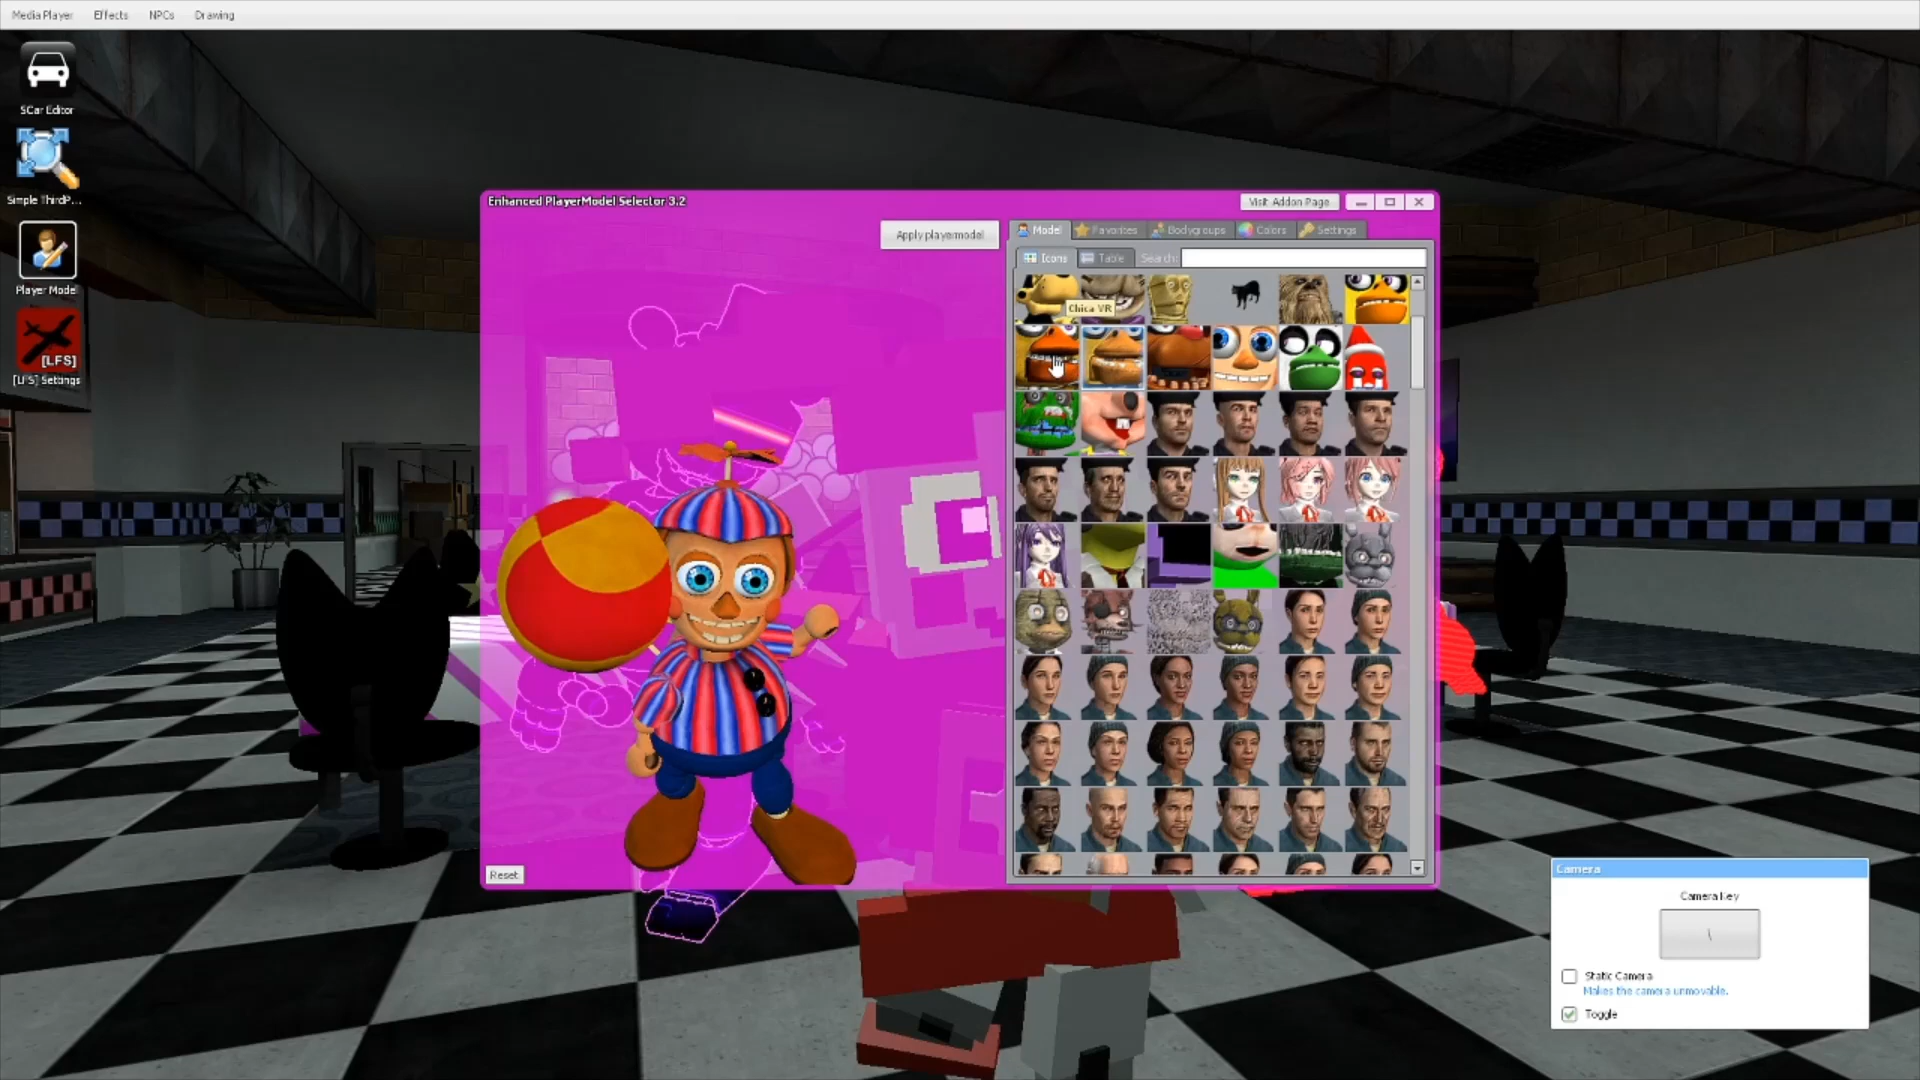 Media Player
Effects
NPCs
Drawing
SCar Editor
Simple ThirdP...
Player Model
[LFS]
[LFS] Settings
Enhanced PlayerModel Selector 3.2
Visit Addon Page
Apply playermodel
Model
Favorites
Bodygroups
Colors
Settings
Icons
Table
Search:
Chica VR
Reset
Camera
Camera Key
\
Static Camera
Makes the camera unmovable.
Toggle